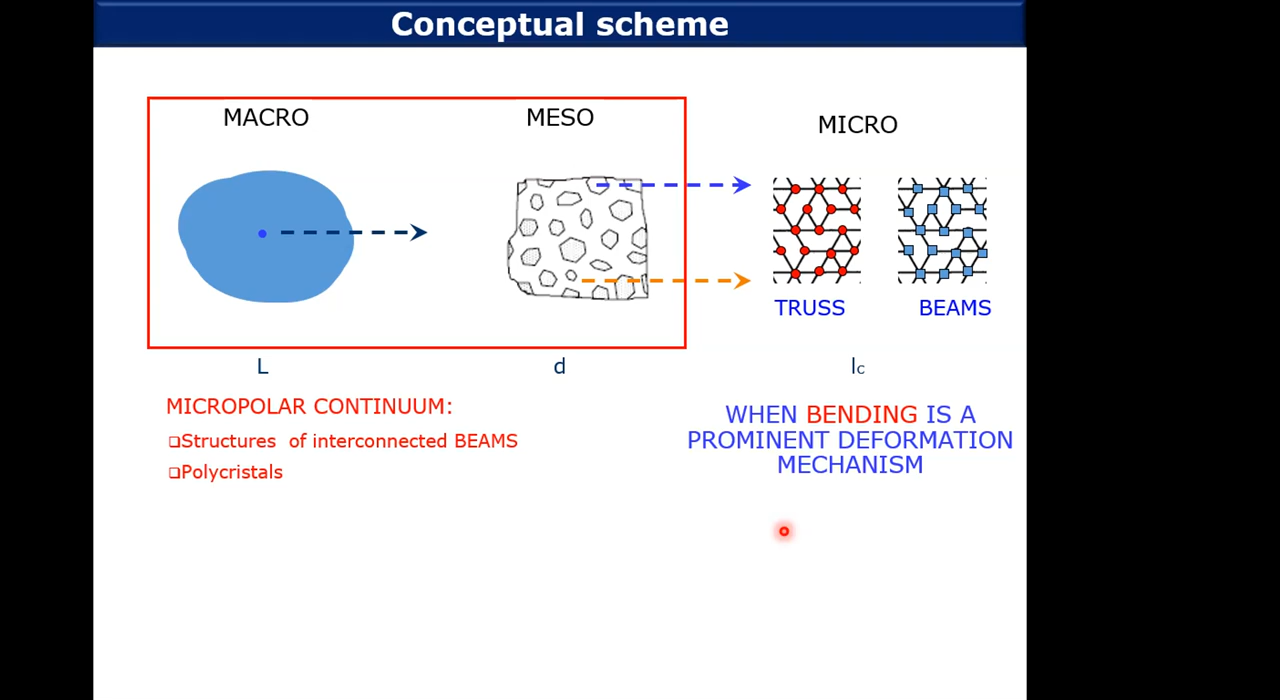 Conceptual scheme
MACRO
MESO
MICRO
TRUSS
BEAMS
L
d
lc
MICROPOLAR CONTINUUM:
❑Structures of interconnected BEAMS
❑Polycristals
WHEN BENDING IS A
PROMINENT DEFORMATION
MECHANISM